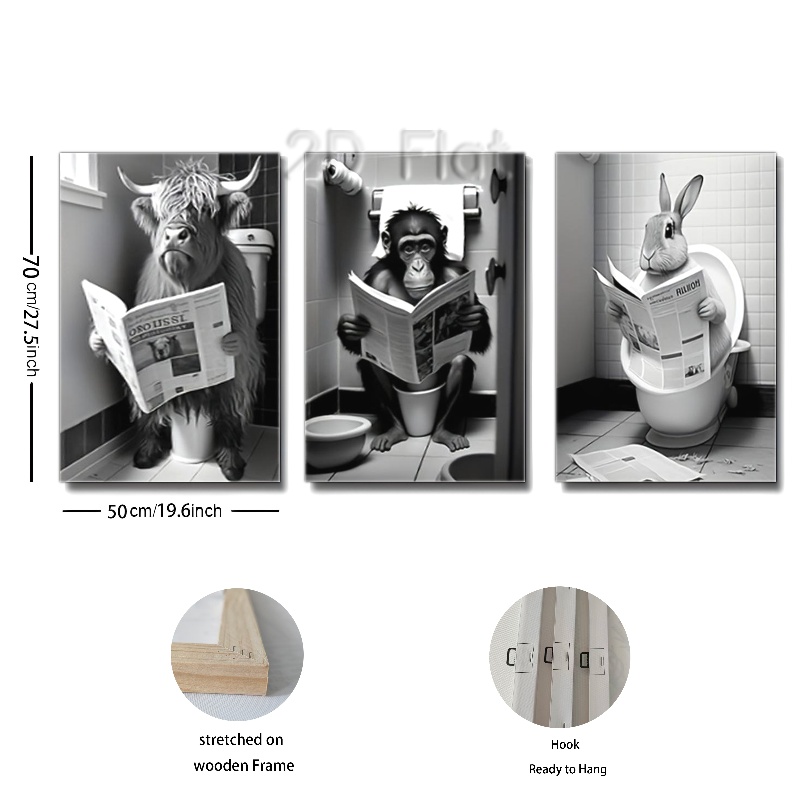 2D Flat
70 cm/27.5inch
50cm/19.6inch
stretched on
wooden Frame
Hook
Ready to Hang